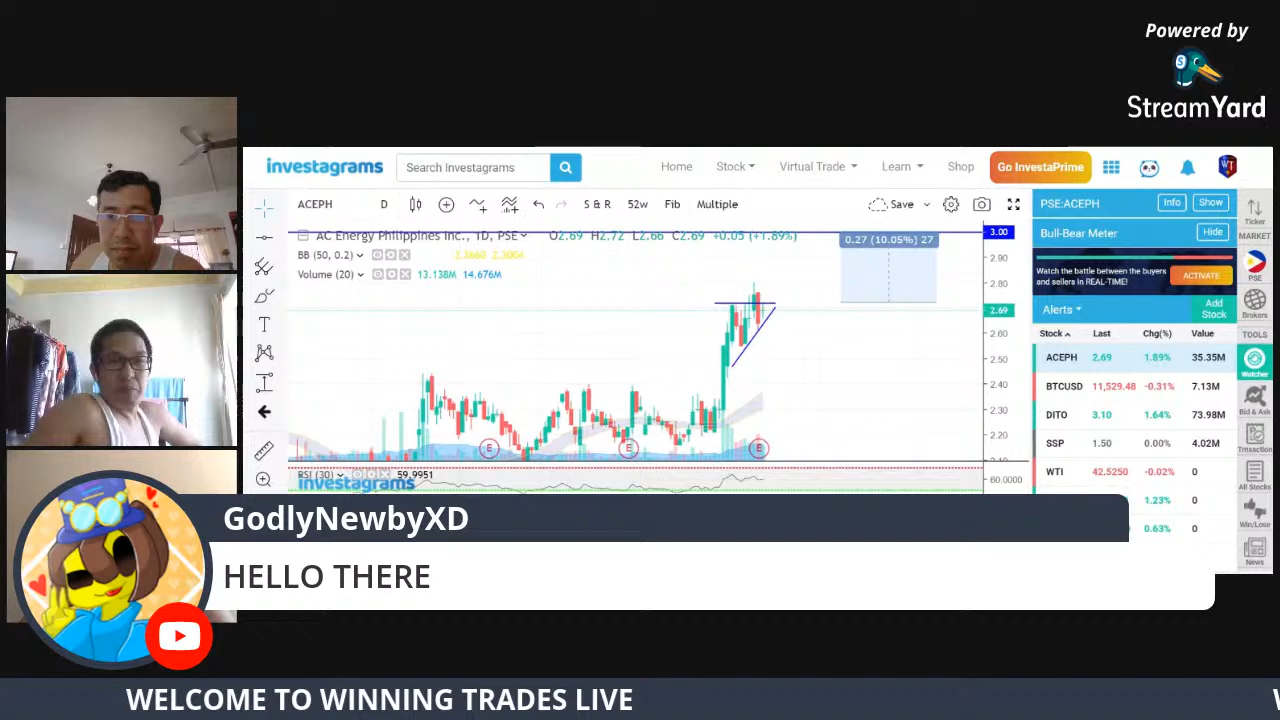 Powered by
StreamYard
investagrams
Search Investagrams
Home
Stock
Virtual Trade
Learn
Shop
Go InvestaPrime
WT
ACEPH
D
S & R
52w
Fib
Multiple
Save
PSE:ACEPH
Info
Show
Ticker
AC Energy Philippines Inc., 1D, PSE
O2.69 H2.72 L2.66 C2.69 +0.05 (+1.89%)
0.27 (10.05%) 27
3.00
Bull-Bear Meter
Hide
MARKET
BB (50, 0.2)
2.90
Watch the battle between the buyers
and sellers in REAL-TIME!
ACTIVATE
PSE
Volume (20)
13.138M 14.676M
2.80
2.69
Alerts
Add
Stock
Brokers
2.60
Stock
Last
Chg(%)
Value
TOOLS
2.50
ACEPH
2.69
1.89%
35.35M
Watcher
2.40
BTCUSD
11,529.48
-0.31%
7.13M
Bid & Ask
2.30
DITO
3.10
1.64%
73.98M
2.20
SSP
1.50
0.00%
4.02M
Trnsaction
E
E
E
2.10
RSI (30)
59.9951
60.0000
WTI
42.5250
-0.02%
0
All Stocks
investagrams
1.23%
0
Win/Lose
0.63%
0
News
GodlyNewbyXD
HELLO THERE
WELCOME TO WINNING TRADES LIVE